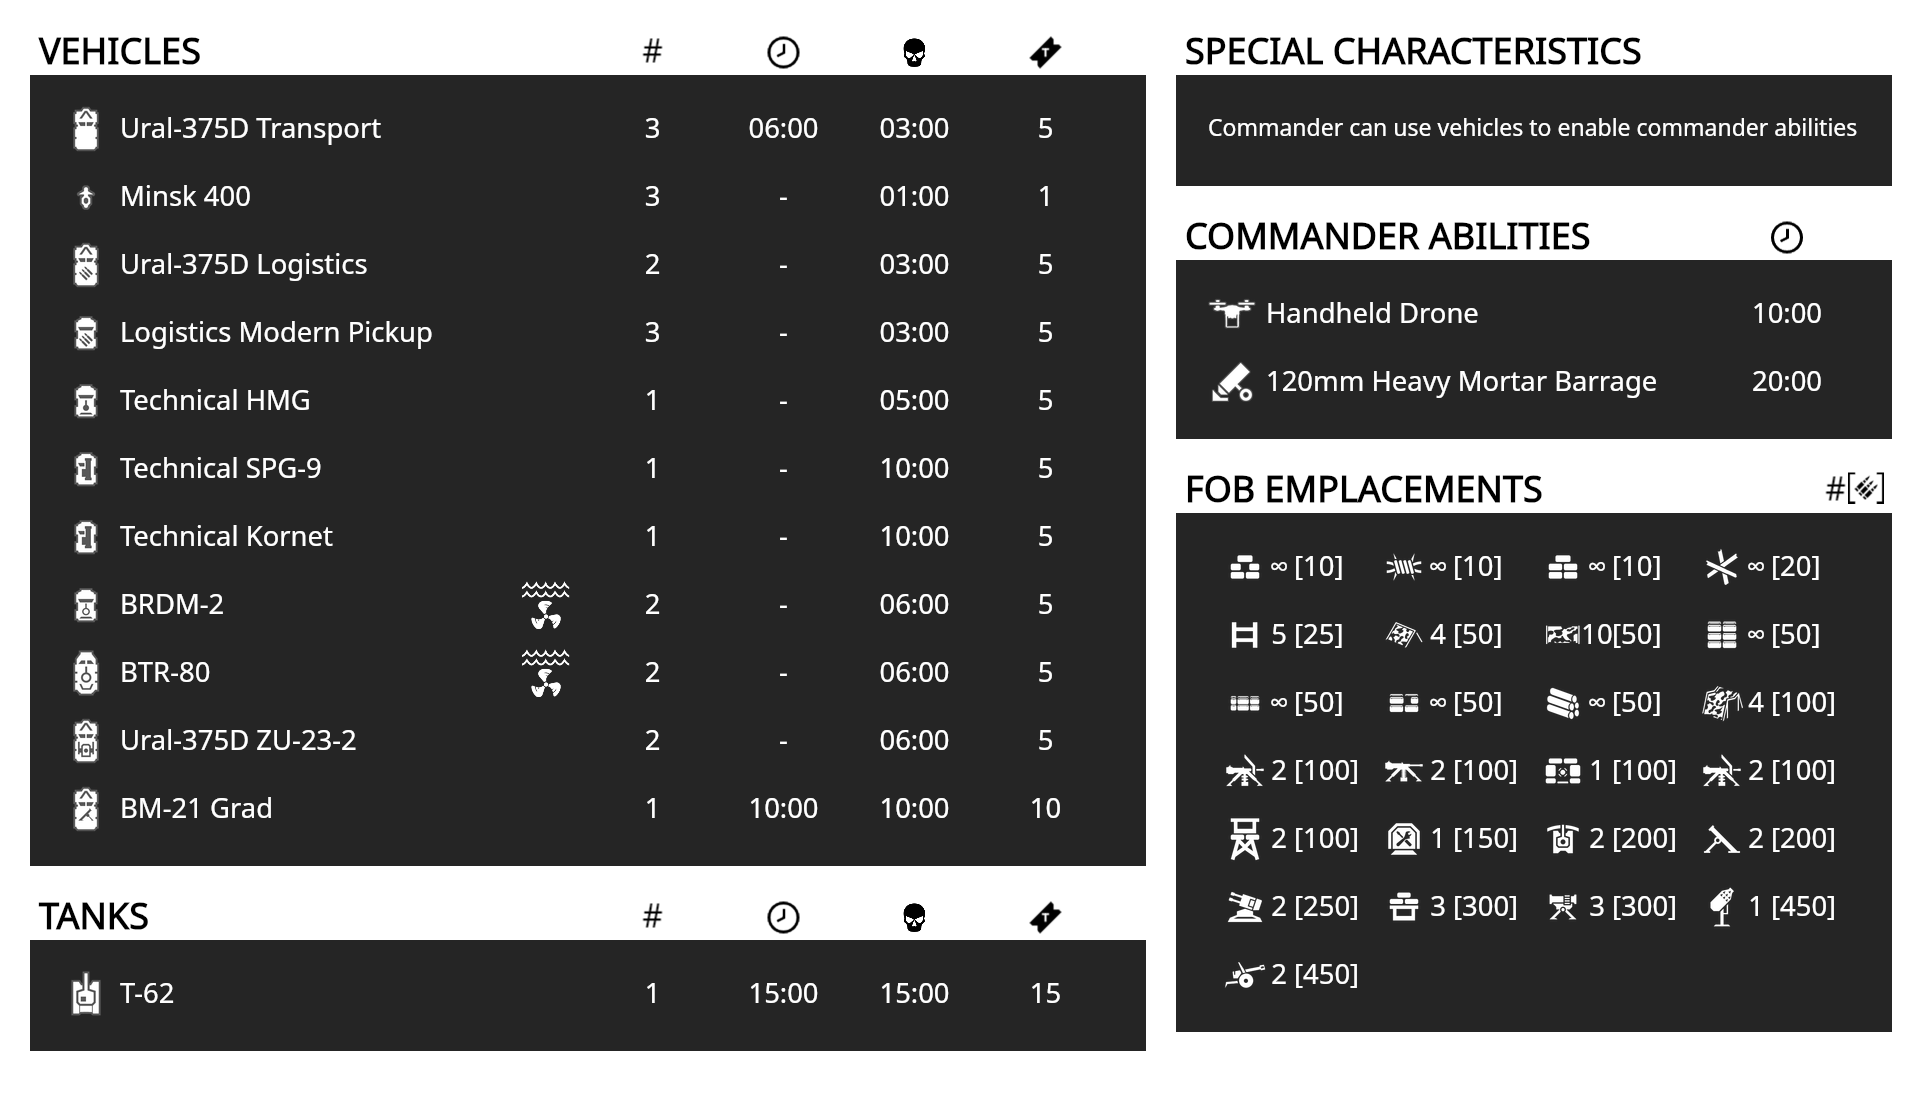 VEHICLES #
Ural-375D Transport 3 06:00 03:00 5
Minsk 400 3 - 01:00 1
Ural-375D Logistics 2 - 03:00 5
Logistics Modern Pickup 3 - 03:00 5
Technical HMG 1 - 05:00 5
Technical SPG-9 1 - 10:00 5
Technical Kornet 1 - 10:00 5
BRDM-2 2 - 06:00 5
BTR-80 2 - 06:00 5
Ural-375D ZU-23-2 2 - 06:00 5
BM-21 Grad 1 10:00 10:00 10
TANKS #
T-62 1 15:00 15:00 15
SPECIAL CHARACTERISTICS
Commander can use vehicles to enable commander abilities
COMMANDER ABILITIES
Handheld Drone 10:00
120mm Heavy Mortar Barrage 20:00
FOB EMPLACEMENTS #[ ]
∞ [10] ∞ [10] ∞ [10] ∞ [20]
5 [25] 4 [50] 10[50] ∞ [50]
∞ [50] ∞ [50] ∞ [50] 4 [100]
2 [100] 2 [100] 1 [100] 2 [100]
2 [100] 1 [150] 2 [200] 2 [200]
2 [250] 3 [300] 3 [300] 1 [450]
2 [450]